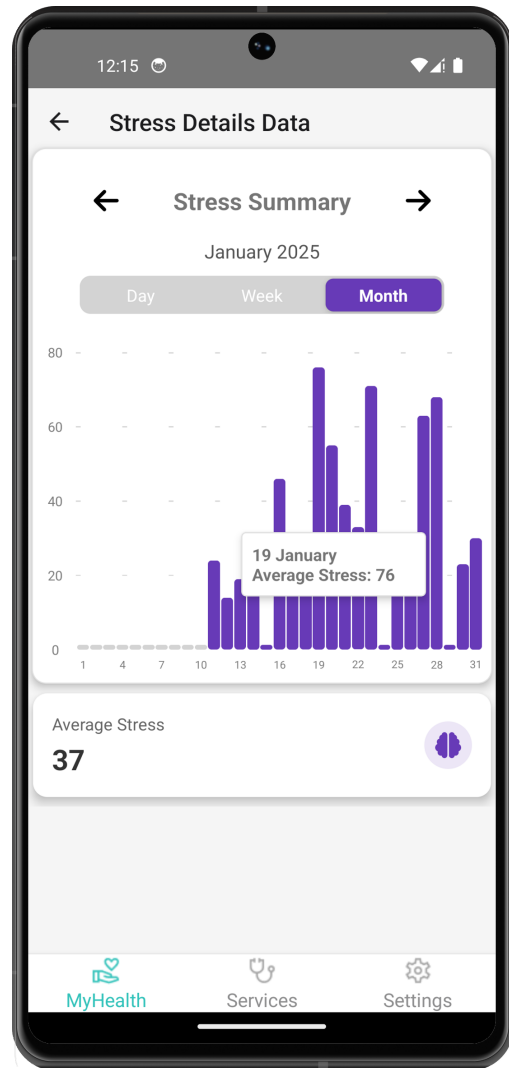 12:15
Stress Details Data
Stress Summary
January 2025
Day Week Month
80
60
40
19 January
Average Stress: 76
20
0
1 4 7 10 13 16 19 22 25 28 31
Average Stress
37
MyHealth Services Settings